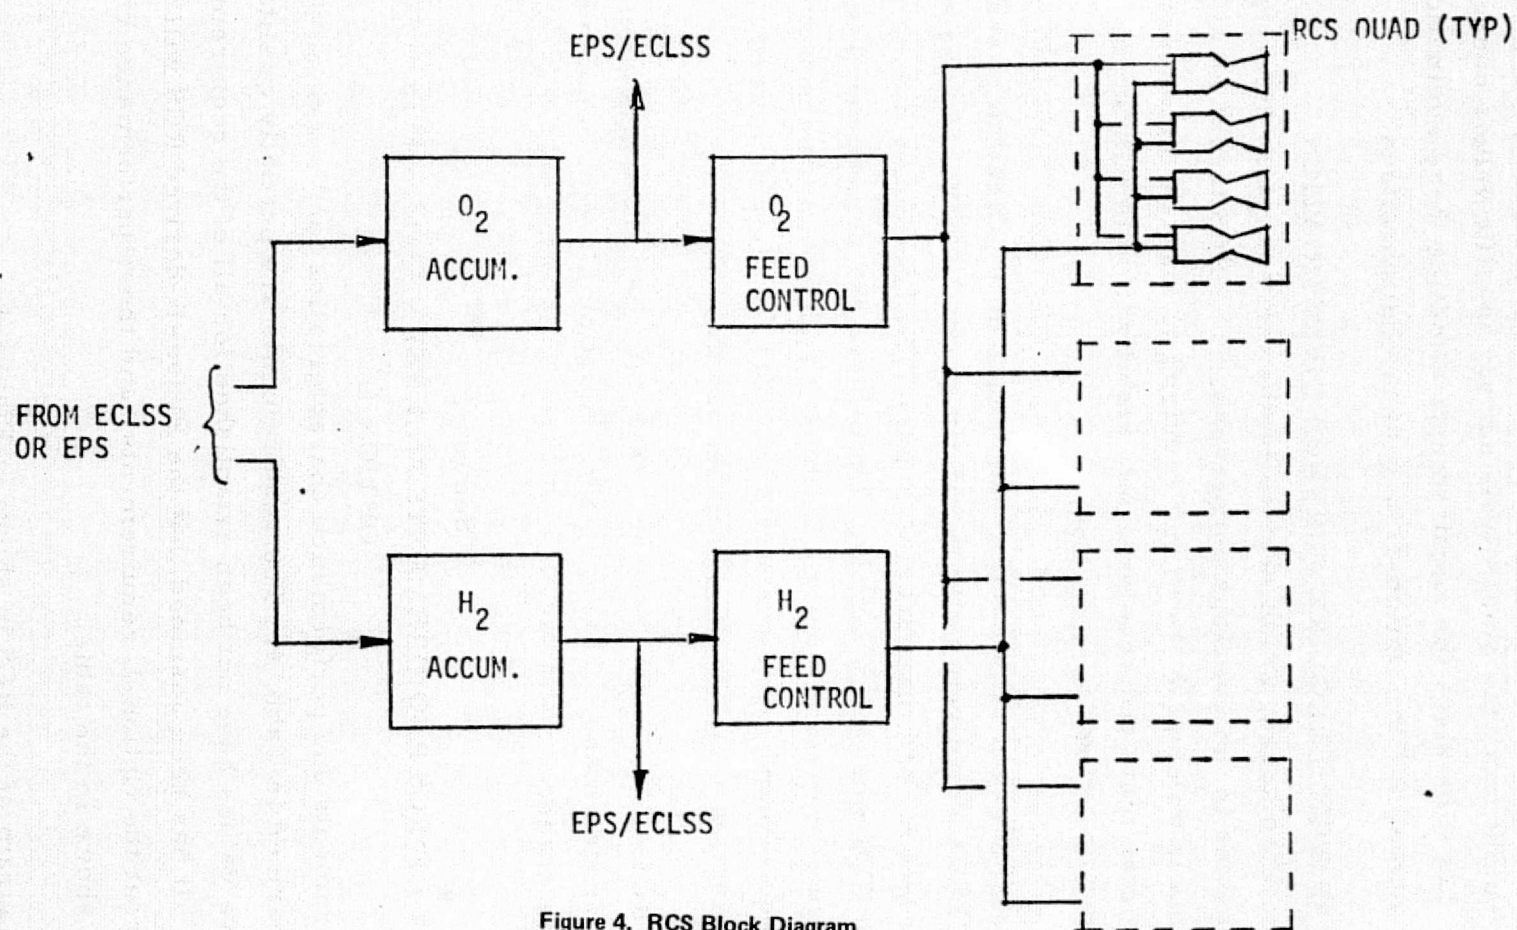 EPS/ECLSS
RCS QUAD (TYP)
O2
ACCUM.
O2
FEED
CONTROL
FROM ECLSS
OR EPS
H2
ACCUM.
H2
FEED
CONTROL
EPS/ECLSS
Figure 4. RCS Block Diagram